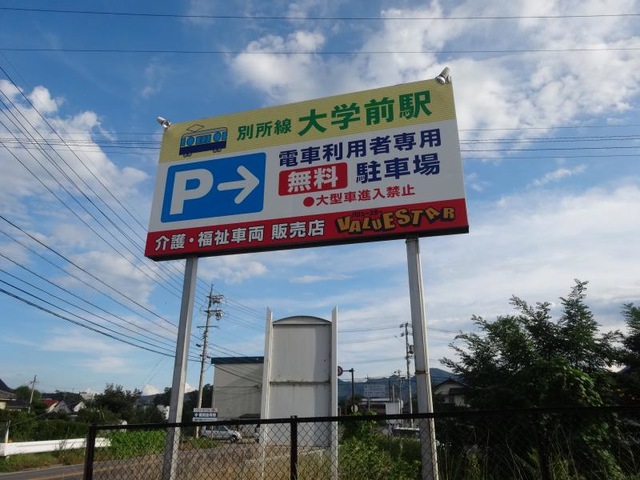 別所線 大学前駅
電車利用者専用
P→ 無料 駐車場
●大型車進入禁止
介護・福祉車両 販売店 VALUESTAR